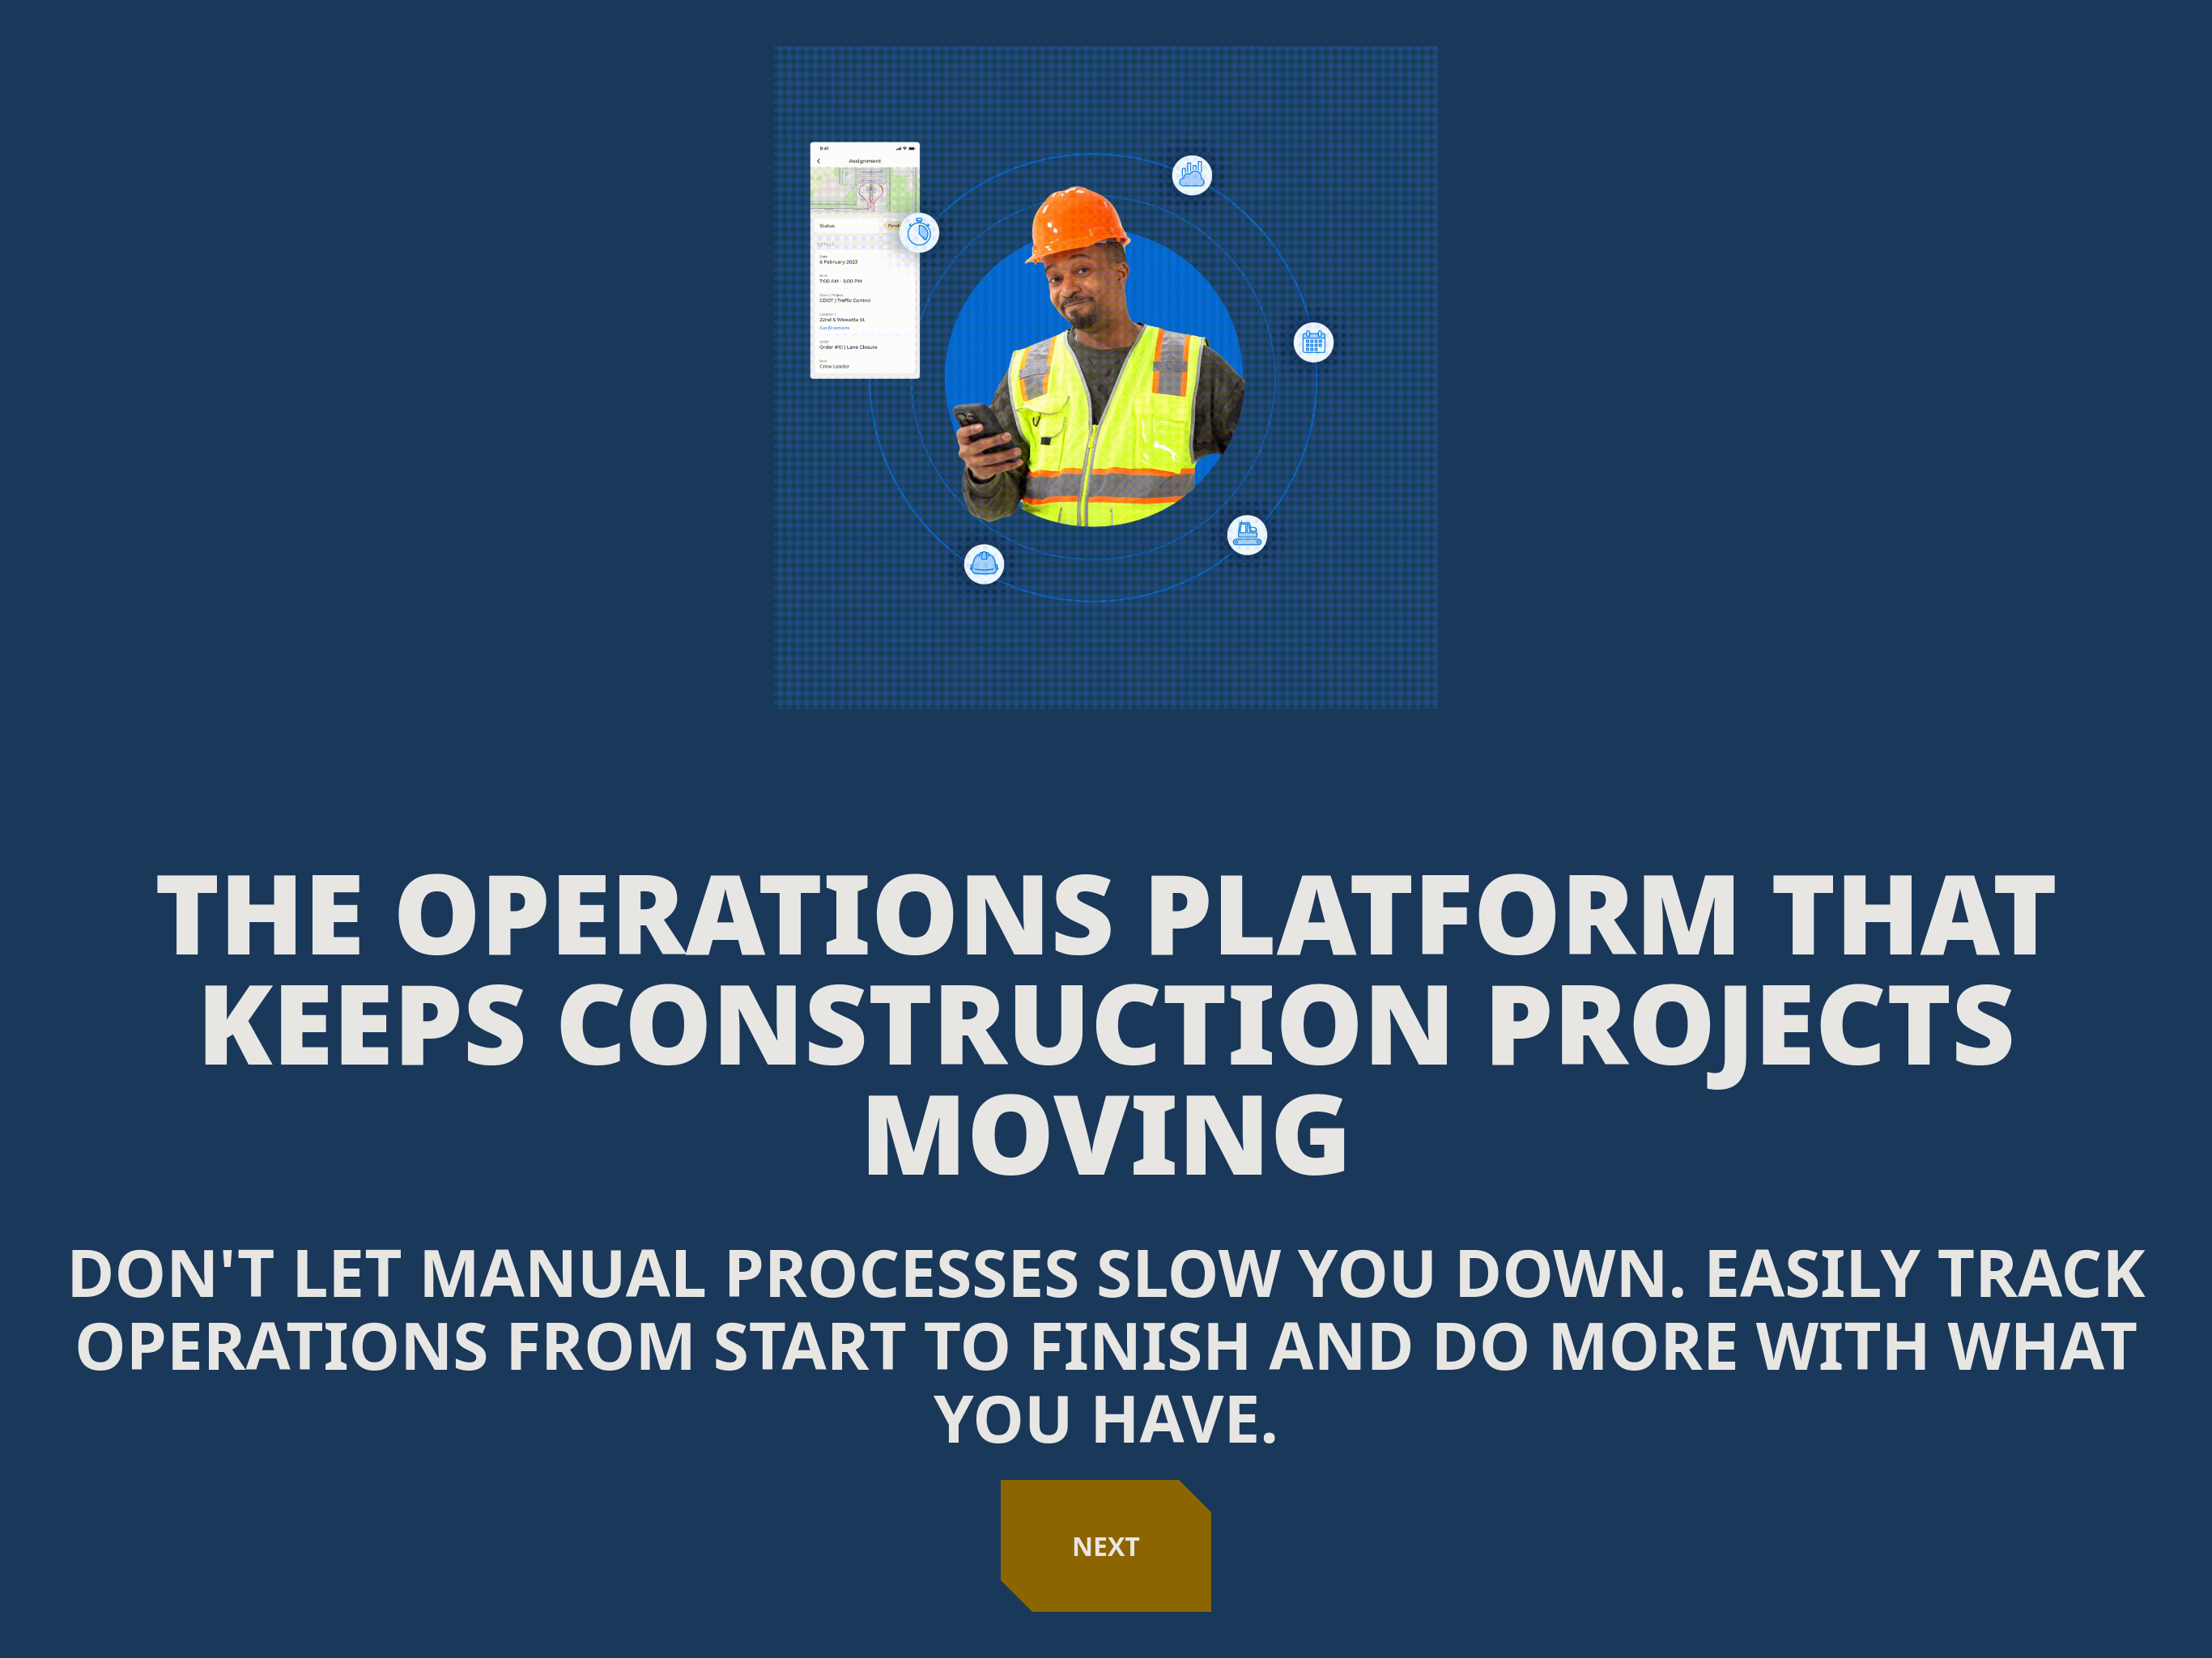 9:41
Assignment
Status
Date
6 February 2023
7:00 AM - 5:00 PM
CDOT | Traffic Control
22nd & Wewatta St.
Get Directions
Order #10 | Lane Closure
Crew Leader
THE OPERATIONS PLATFORM THAT
KEEPS CONSTRUCTION PROJECTS
MOVING
DON'T LET MANUAL PROCESSES SLOW YOU DOWN. EASILY TRACK
OPERATIONS FROM START TO FINISH AND DO MORE WITH WHAT
YOU HAVE.
NEXT